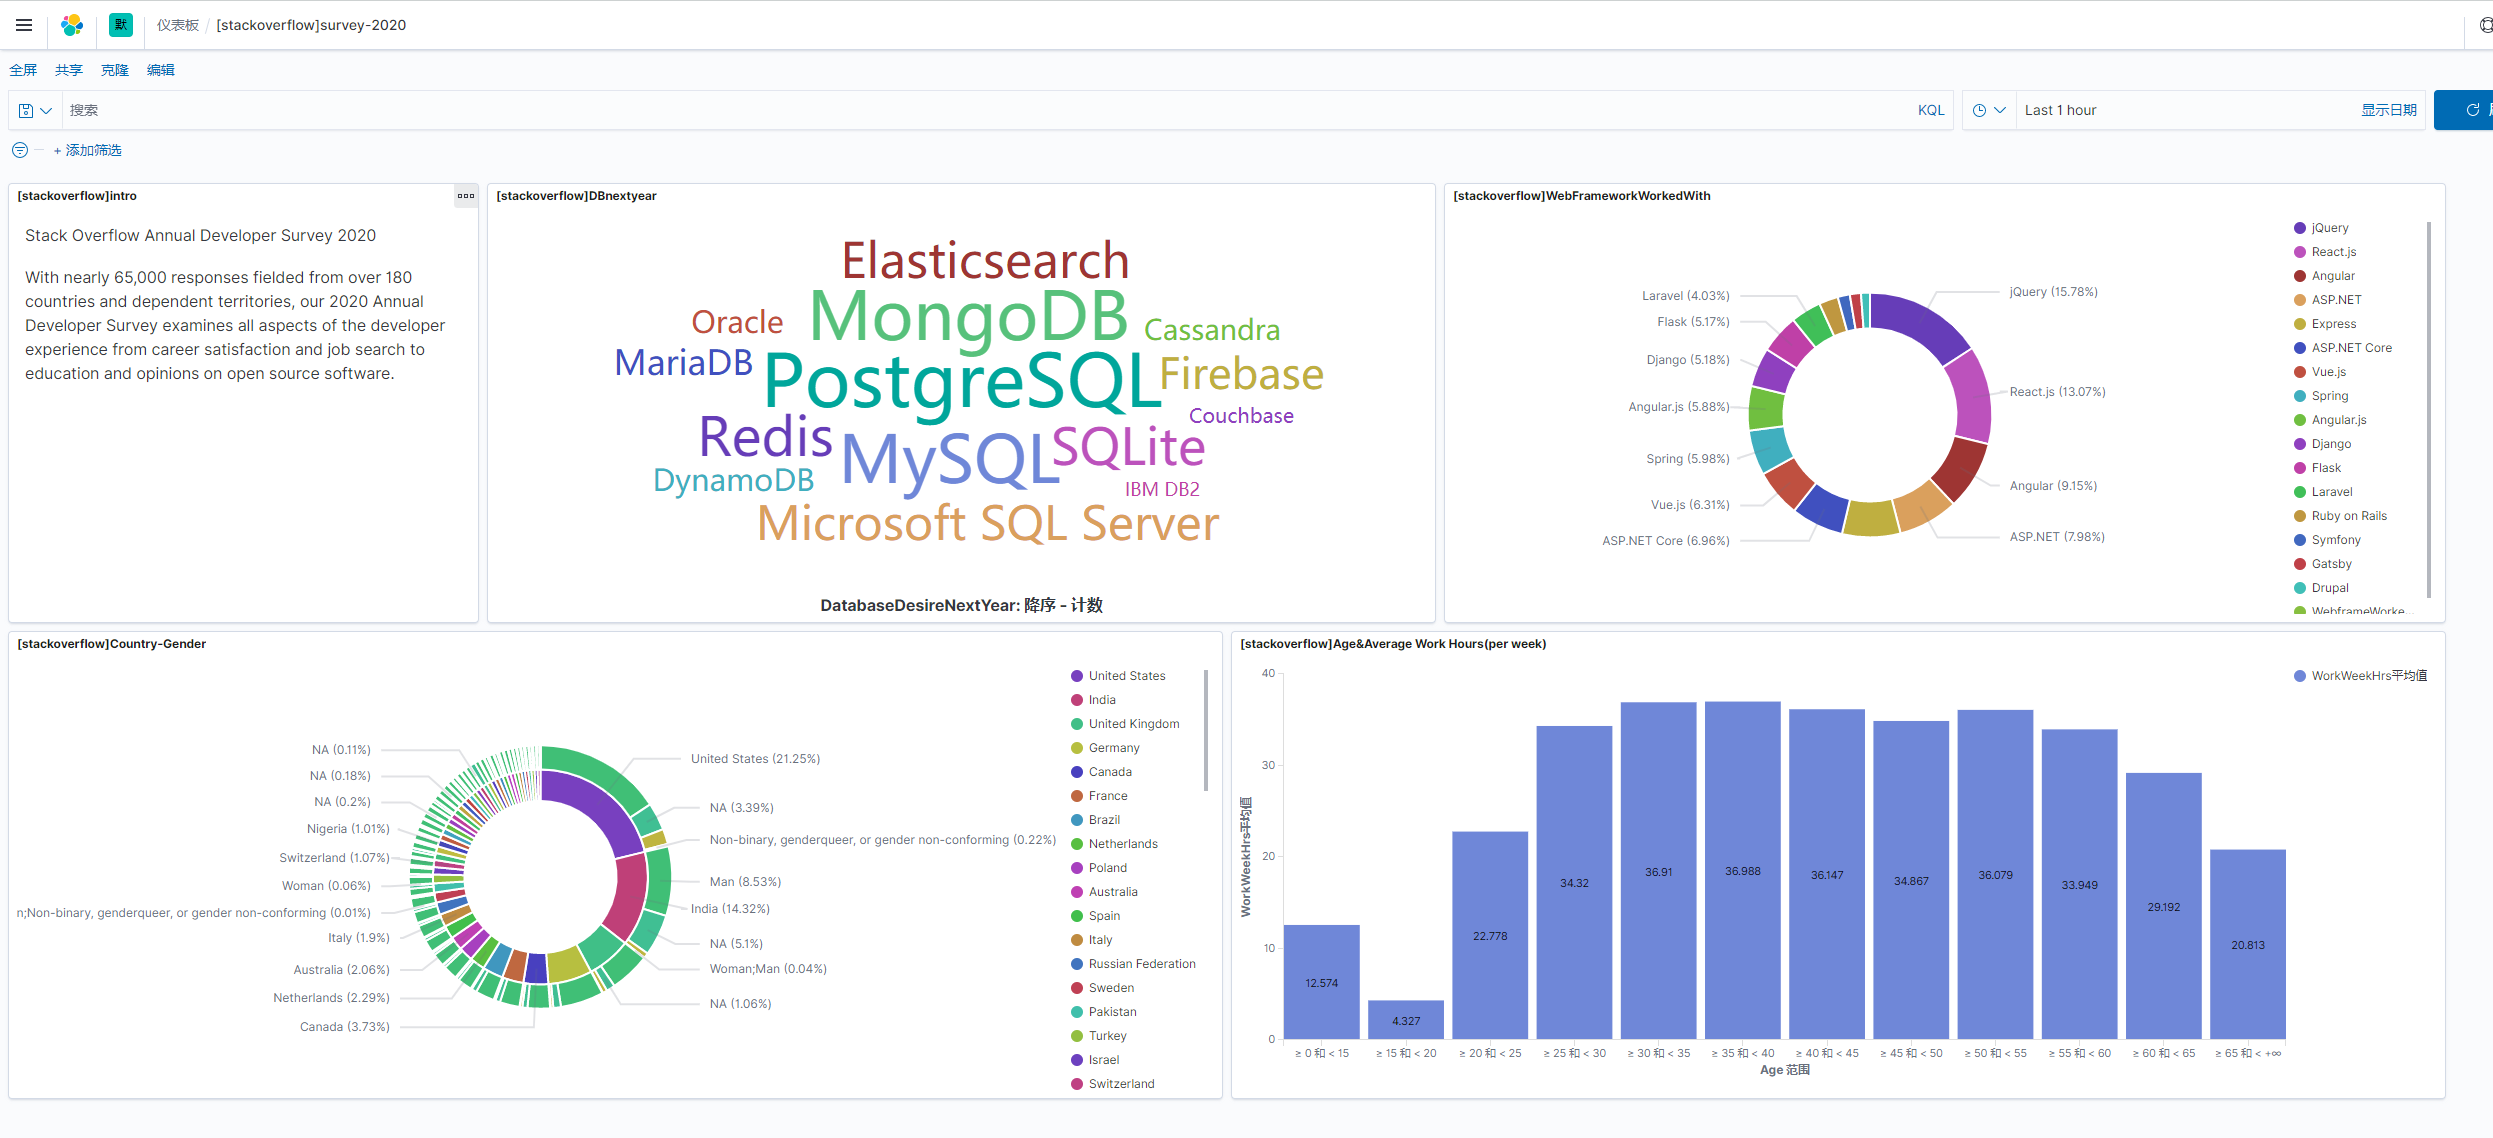 默
仪表板 / [stackoverflow]survey-2020
全屏 共享 克隆 编辑
搜索
KQL
Last 1 hour
显示日期
+ 添加筛选
[stackoverflow]intro
Stack Overflow Annual Developer Survey 2020
With nearly 65,000 responses fielded from over 180
countries and dependent territories, our 2020 Annual
Developer Survey examines all aspects of the developer
experience from career satisfaction and job search to
education and opinions on open source software.
[stackoverflow]DBnextyear
Elasticsearch
MongoDB
Oracle
Cassandra
MariaDB
PostgreSQL
Firebase
Couchbase
Redis
MySQL
SQLite
DynamoDB
IBM DB2
Microsoft SQL Server
DatabaseDesireNextYear: 降序 - 计数
[stackoverflow]WebFrameworkWorkedWith
Laravel (4.03%)
Flask (5.17%)
Django (5.18%)
Angular.js (5.88%)
Spring (5.98%)
Vue.js (6.31%)
ASP.NET Core (6.96%)
jQuery (15.78%)
React.js (13.07%)
Angular (9.15%)
ASP.NET (7.98%)
jQuery
React.js
Angular
ASP.NET
Express
ASP.NET Core
Vue.js
Spring
Angular.js
Django
Flask
Laravel
Ruby on Rails
Symfony
Gatsby
Drupal
WebframeWorke...
[stackoverflow]Country-Gender
NA (0.11%)
NA (0.18%)
NA (0.2%)
Nigeria (1.01%)
Switzerland (1.07%)
Woman (0.06%)
n;Non-binary, genderqueer, or gender non-conforming (0.01%)
Italy (1.9%)
Australia (2.06%)
Netherlands (2.29%)
Canada (3.73%)
United States (21.25%)
NA (3.39%)
Non-binary, genderqueer, or gender non-conforming (0.22%)
Man (8.53%)
India (14.32%)
NA (5.1%)
Woman;Man (0.04%)
NA (1.06%)
United States
India
United Kingdom
Germany
Canada
France
Brazil
Netherlands
Poland
Australia
Spain
Italy
Russian Federation
Sweden
Pakistan
Turkey
Israel
Switzerland
[stackoverflow]Age&Average Work Hours(per week)
WorkWeekHrs平均值
WorkWeekHrs平均值
40
30
20
10
0
12.574
4.327
22.778
34.32
36.91
36.988
36.147
34.867
36.079
33.949
29.192
20.813
≥ 0 和 < 15
≥ 15 和 < 20
≥ 20 和 < 25
≥ 25 和 < 30
≥ 30 和 < 35
≥ 35 和 < 40
≥ 40 和 < 45
≥ 45 和 < 50
≥ 50 和 < 55
≥ 55 和 < 60
≥ 60 和 < 65
≥ 65 和 < +∞
Age 范围